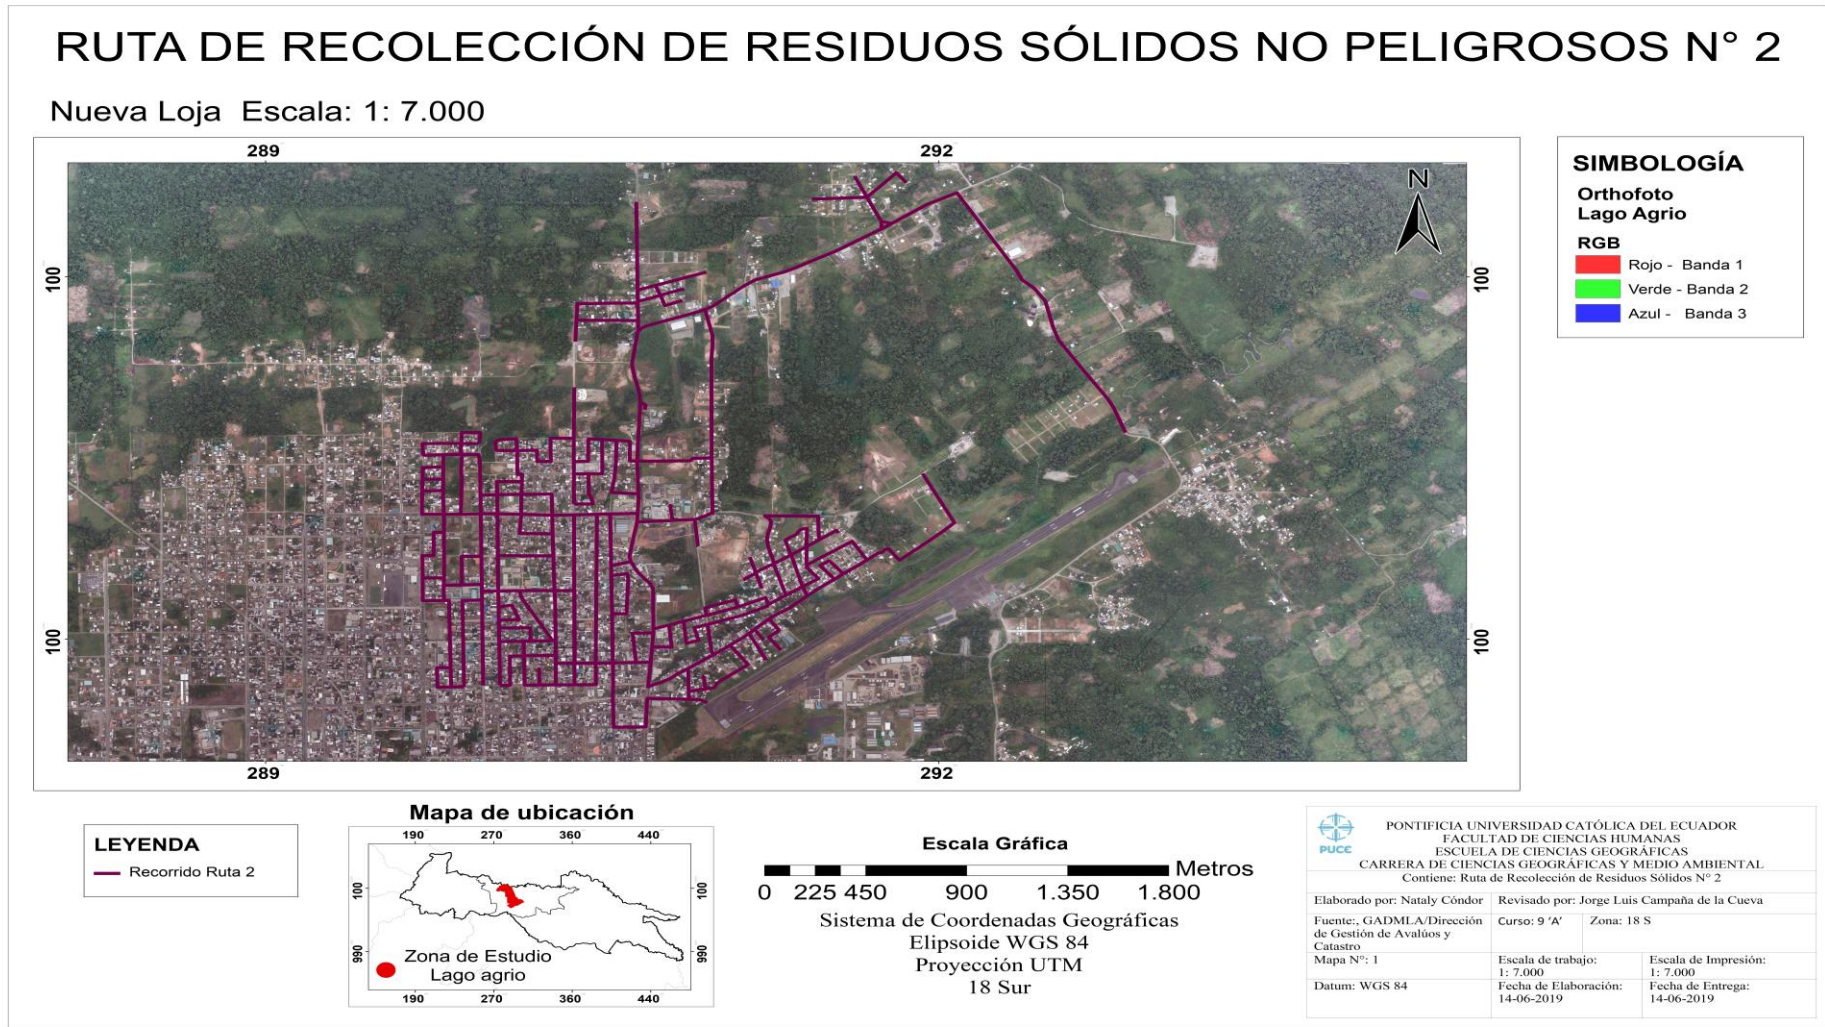 RUTA DE RECOLECCIÓN DE RESIDUOS SÓLIDOS NO PELIGROSOS N° 2
Nueva Loja Escala: 1: 7.000
289 292
N
100 100
100 100
289 292
SIMBOLOGÍA
Orthofoto
Lago Agrio
RGB
Rojo - Banda 1
Verde - Banda 2
Azul - Banda 3
LEYENDA
Recorrido Ruta 2
Mapa de ubicación
190 270 360 440
100 100
990 990
Zona de Estudio
Lago agrio
190 270 360 440
Escala Gráfica
Metros
0 225 450 900 1.350 1.800
Sistema de Coordenadas Geográficas
Elipsoide WGS 84
Proyección UTM
18 Sur
PUCE
PONTIFICIA UNIVERSIDAD CATÓLICA DEL ECUADOR
FACULTAD DE CIENCIAS HUMANAS
ESCUELA DE CIENCIAS GEOGRÁFICAS
CARRERA DE CIENCIAS GEOGRÁFICAS Y MEDIO AMBIENTAL
Contiene: Ruta de Recolección de Residuos Sólidos N° 2
Elaborado por: Nataly Cóndor Revisado por: Jorge Luis Campaña de la Cueva
Fuente:, GADMLA/Dirección
de Gestión de Avalúos y
Catastro
Curso: 9 'A' Zona: 18 S
Mapa N°: 1
Escala de trabajo:
1: 7.000
Escala de Impresión:
1: 7.000
Datum: WGS 84
Fecha de Elaboración:
14-06-2019
Fecha de Entrega:
14-06-2019